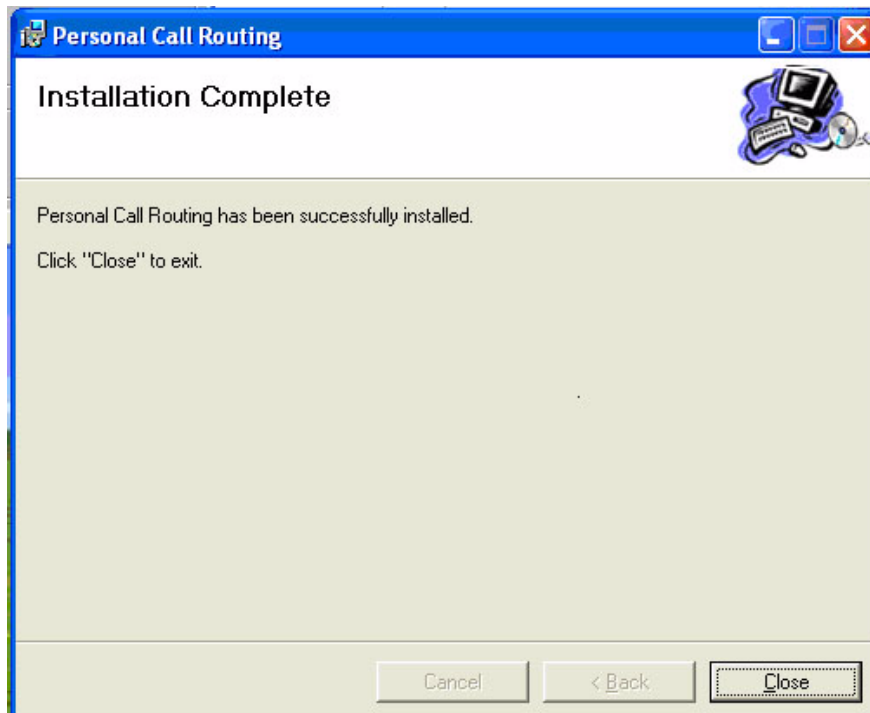 Personal Call Routing
Installation Complete
Personal Call Routing has been successfully installed.
Click "Close" to exit.
Cancel
< Back
Close